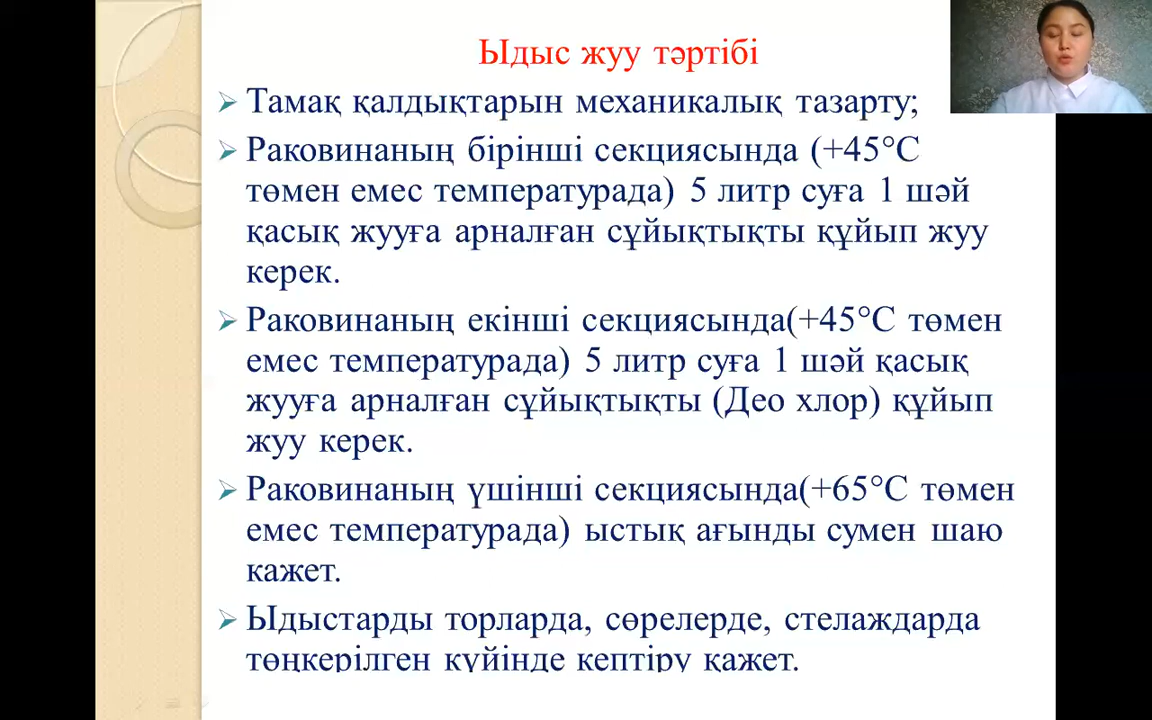 Ыдыс жуу тәртібі
Тамақ қалдықтарын механикалық тазарту;
Раковинаның бірінші секциясында (+45°С
төмен емес температурада) 5 литр суға 1 шәй
қасық жууға арналған сұйықтықты құйып жуу
керек.
Раковинаның екінші секциясында(+45°С төмен
емес температурада) 5 литр суға 1 шәй қасық
жууға арналған сұйықтықты (Део хлор) құйып
жуу керек.
Раковинаның үшінші секциясында(+65°С төмен
емес температурада) ыстық ағынды сумен шаю
кажет.
Ыдыстарды торларда, сөрелерде, стелаждарда
төңкерілген күйінде кептіру қажет.